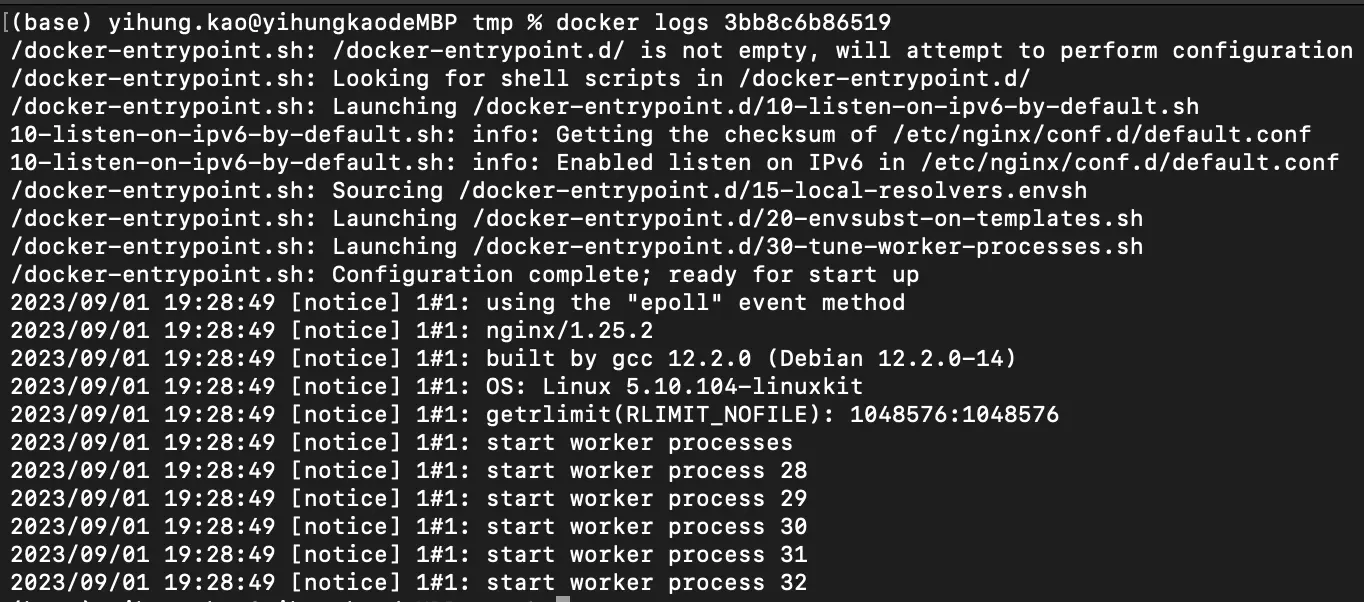 [(base) yihung.kao@yihungkaodeMBP tmp % docker logs 3bb8c6b86519
/docker-entrypoint.sh: /docker-entrypoint.d/ is not empty, will attempt to perform configuration
/docker-entrypoint.sh: Looking for shell scripts in /docker-entrypoint.d/
/docker-entrypoint.sh: Launching /docker-entrypoint.d/10-listen-on-ipv6-by-default.sh
10-listen-on-ipv6-by-default.sh: info: Getting the checksum of /etc/nginx/conf.d/default.conf
10-listen-on-ipv6-by-default.sh: info: Enabled listen on IPv6 in /etc/nginx/conf.d/default.conf
/docker-entrypoint.sh: Sourcing /docker-entrypoint.d/15-local-resolvers.envsh
/docker-entrypoint.sh: Launching /docker-entrypoint.d/20-envsubst-on-templates.sh
/docker-entrypoint.sh: Launching /docker-entrypoint.d/30-tune-worker-processes.sh
/docker-entrypoint.sh: Configuration complete; ready for start up
2023/09/01 19:28:49 [notice] 1#1: using the "epoll" event method
2023/09/01 19:28:49 [notice] 1#1: nginx/1.25.2
2023/09/01 19:28:49 [notice] 1#1: built by gcc 12.2.0 (Debian 12.2.0-14)
2023/09/01 19:28:49 [notice] 1#1: OS: Linux 5.10.104-linuxkit
2023/09/01 19:28:49 [notice] 1#1: getrlimit(RLIMIT_NOFILE): 1048576:1048576
2023/09/01 19:28:49 [notice] 1#1: start worker processes
2023/09/01 19:28:49 [notice] 1#1: start worker process 28
2023/09/01 19:28:49 [notice] 1#1: start worker process 29
2023/09/01 19:28:49 [notice] 1#1: start worker process 30
2023/09/01 19:28:49 [notice] 1#1: start worker process 31
2023/09/01 19:28:49 [notice] 1#1: start worker process 32